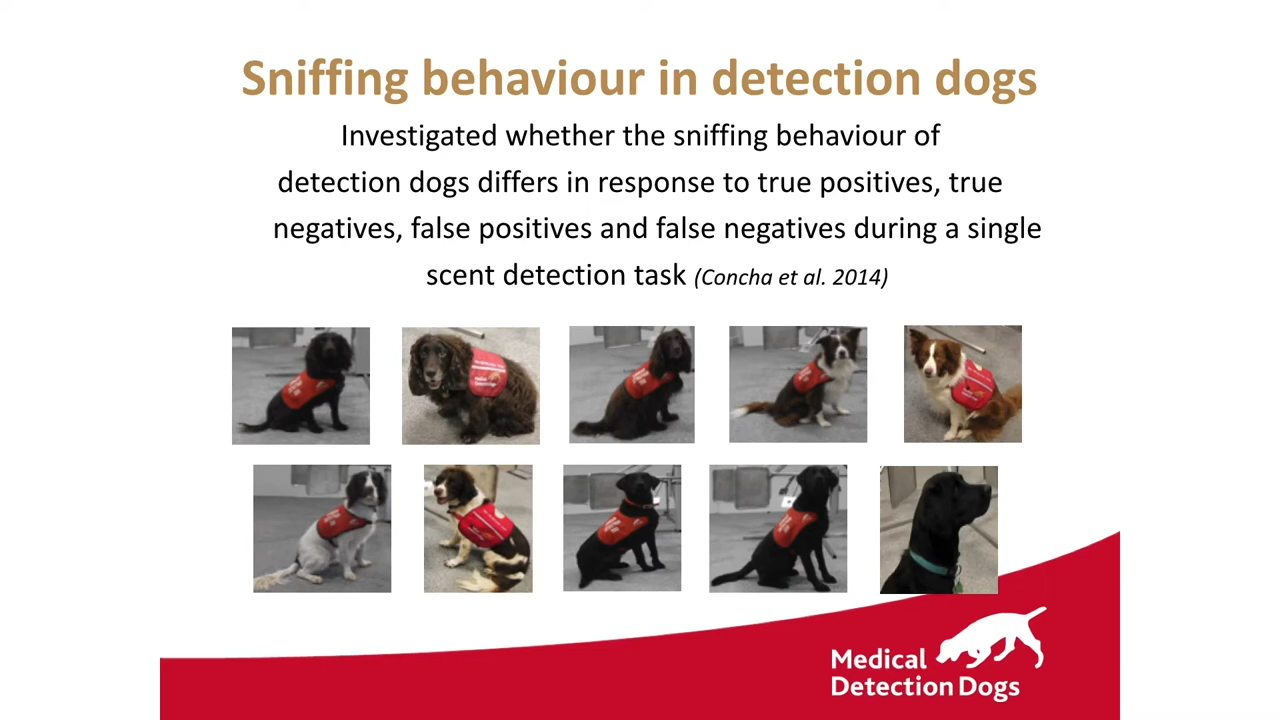 Sniffing behaviour in detection dogs
Investigated whether the sniffing behaviour of
detection dogs differs in response to true positives, true
negatives, false positives and false negatives during a single
scent detection task (Concha et al. 2014)
Medical
Detection Dogs